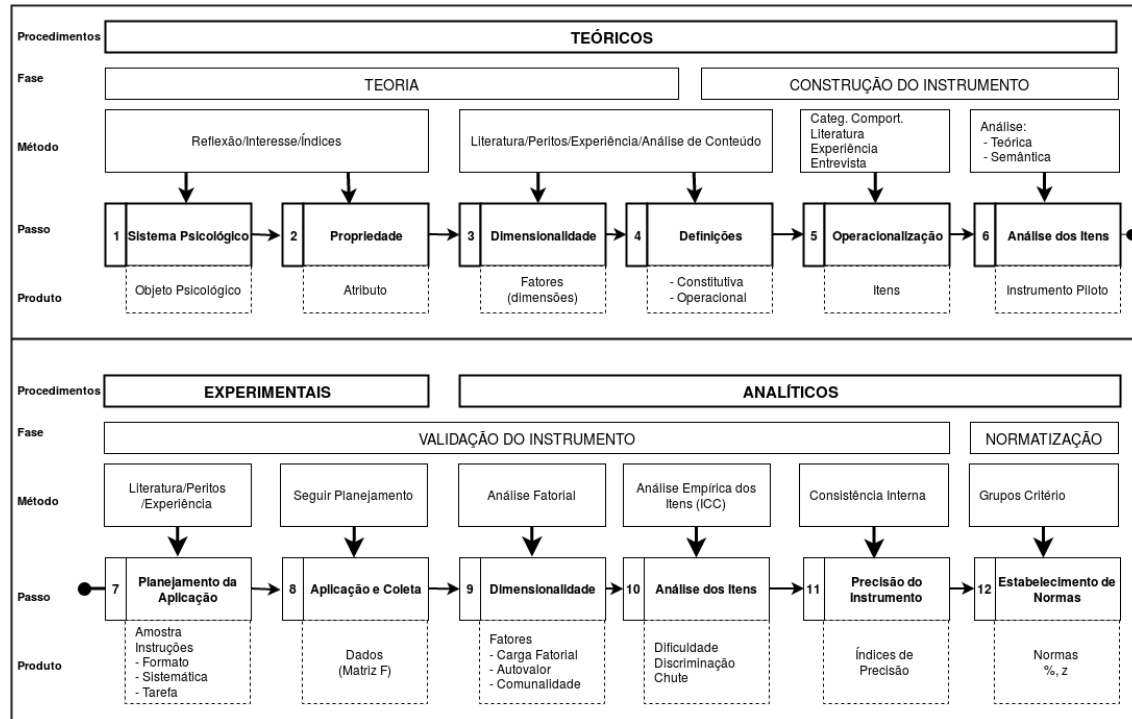 Procedimentos
TEÓRICOS
Fase
TEORIA
CONSTRUÇÃO DO INSTRUMENTO
Método
Reflexão/Interesse/Índices
Literatura/Peritos/Experiência/Análise de Conteúdo
Categ. Comport.
Literatura
Experiência
Entrevista
Análise:
- Teórica
- Semântica
Passo
1
Sistema Psicológico
2
Propriedade
3
Dimensionalidade
4
Definições
5
Operacionalização
6
Análise dos Itens
Produto
Objeto Psicológico
Atributo
Fatores
(dimensões)
- Constitutiva
- Operacional
Itens
Instrumento Piloto
Procedimentos
EXPERIMENTAIS
ANALÍTICOS
Fase
VALIDAÇÃO DO INSTRUMENTO
NORMATIZAÇÃO
Método
Literatura/Peritos
/Experiência
Seguir Planejamento
Análise Fatorial
Análise Empírica dos
Itens (ICC)
Consistência Interna
Grupos Critério
Passo
7
Planejamento da
Aplicação
8
Aplicação e Coleta
9
Dimensionalidade
10
Análise dos Itens
11
Precisão do
Instrumento
12
Estabelecimento de
Normas
Produto
Amostra
Instruções
- Formato
- Sistemática
- Tarefa
Dados
(Matriz F)
Fatores
- Carga Fatorial
- Autovalor
- Comunalidade
Dificuldade
Discriminação
Chute
Índices de
Precisão
Normas
%, z